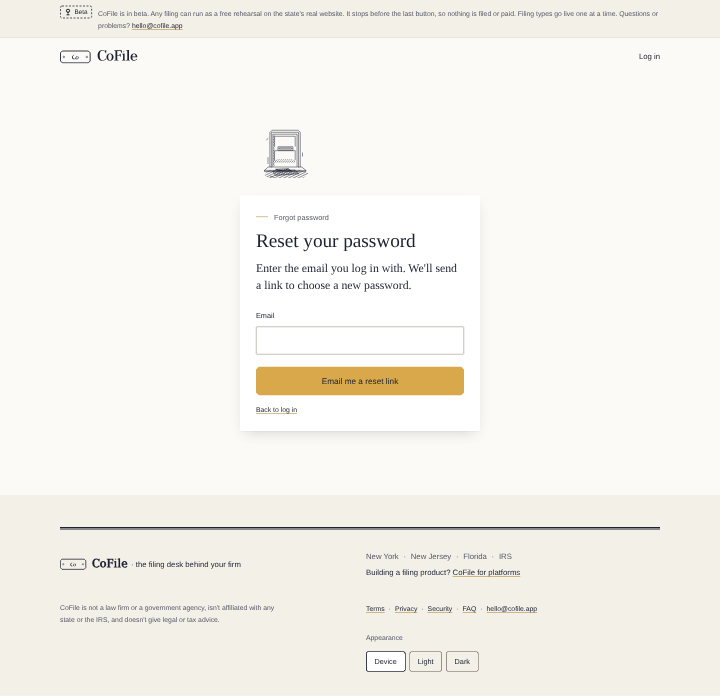 Beta
CoFile is in beta. Any filing can run as a free rehearsal on the state's real website. It stops before the last button, so nothing is filed or paid. Filing types go live one at a time. Questions or
problems? hello@cofile.app
Co CoFile
Log in
Forgot password
Reset your password
Enter the email you log in with. We'll send
a link to choose a new password.
Email
Email me a reset link
Back to log in
Co CoFile · the filing desk behind your firm
New York · New Jersey · Florida · IRS
Building a filing product? CoFile for platforms
CoFile is not a law firm or a government agency, isn't affiliated with any
state or the IRS, and doesn't give legal or tax advice.
Terms · Privacy · Security · FAQ · hello@cofile.app
Appearance
Device Light Dark